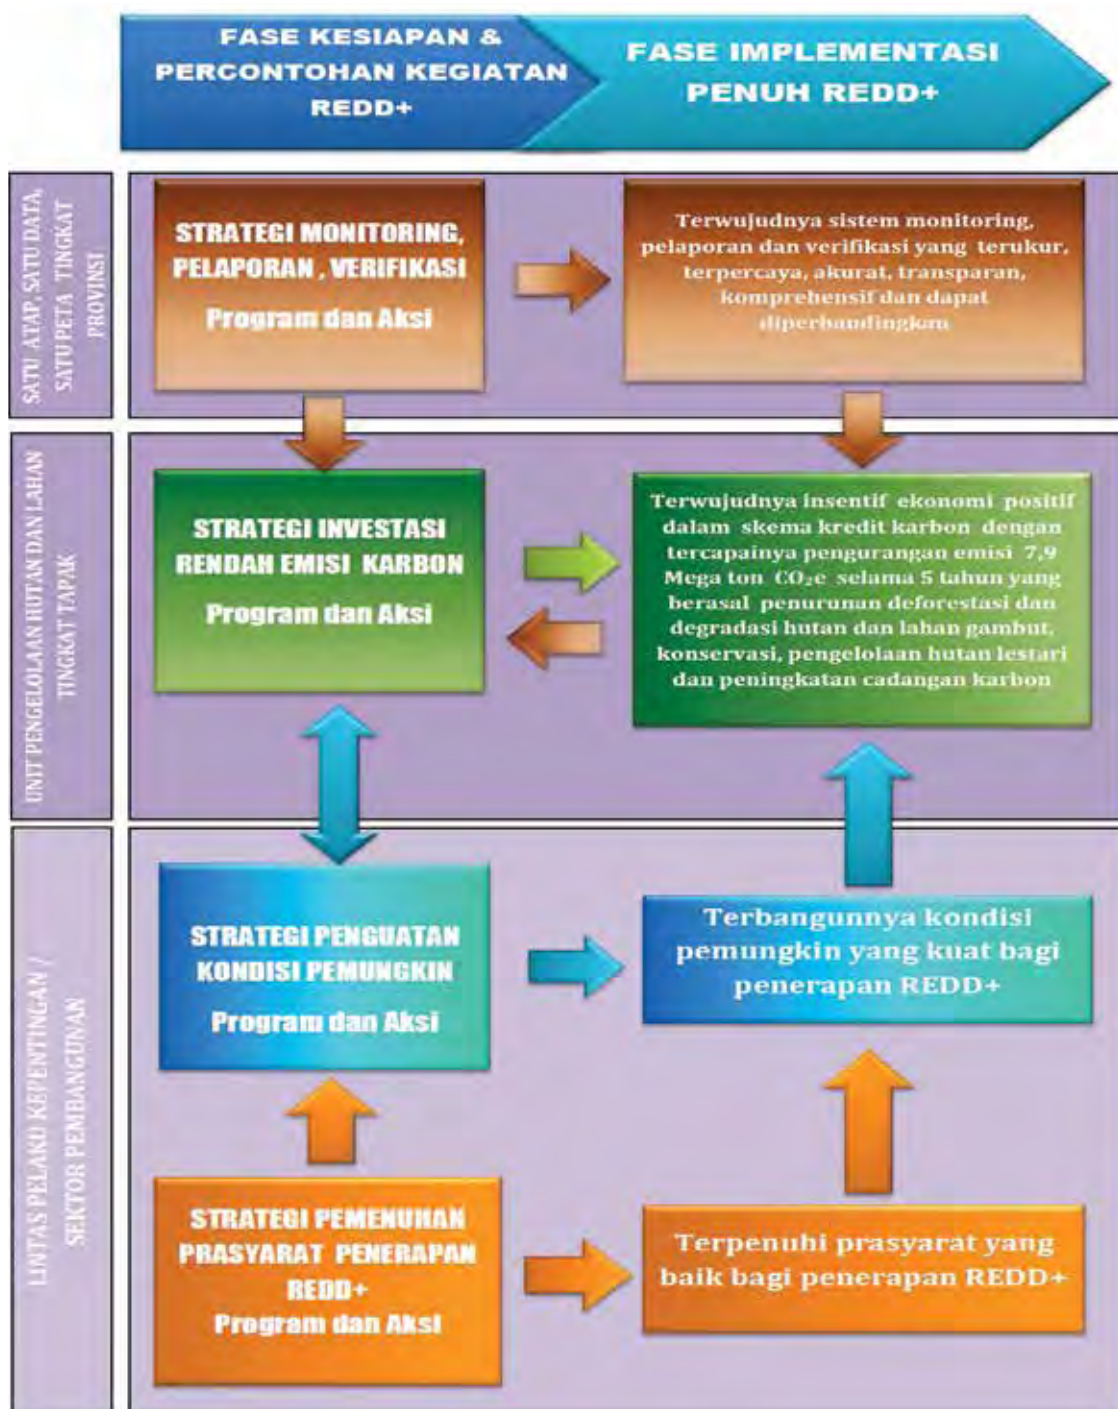 FASE KESIAPAN &
PERCONTOHAN KEGIATAN
REDD+
FASE IMPLEMENTASI
PENUH REDD+
SATU ATAP, SATU DATA,
SATU PETA TINGKAT
PROVINSI
STRATEGI MONITORING,
PELAPORAN , VERIFIKASI
Program dan Aksi
Terwujudnya sistem monitoring,
pelaporan dan verifikasi yang terukur,
terpercaya, akurat, transparan,
komprehensif dan dapat
diperbandingkan
UNIT PENGELOLAAN HUTAN DAN LAHAN
TINGKAT TAPAK
STRATEGI INVESTASI
RENDAH EMISI KARBON
Program dan Aksi
Terwujudnya insentif ekonomi positif
dalam skema kredit karbon dengan
tercapainya pengurangan emisi 7,9
Mega ton CO₂e selama 5 tahun yang
berasal penurunan deforestasi dan
degradasi hutan dan lahan gambut,
konservasi, pengelolaan hutan lestari
dan peningkatan cadangan karbon
LINTAS PELAKU KEPENTINGAN /
SEKTOR PEMBANGUNAN
STRATEGI PENGUATAN
KONDISI PEMUNGKIN
Program dan Aksi
Terbangunnya kondisi
pemungkin yang kuat bagi
penerapan REDD+
STRATEGI PEMENUHAN
PRASYARAT PENERAPAN
REDD+
Program dan Aksi
Terpenuhi prasyarat yang
baik bagi penerapan REDD+